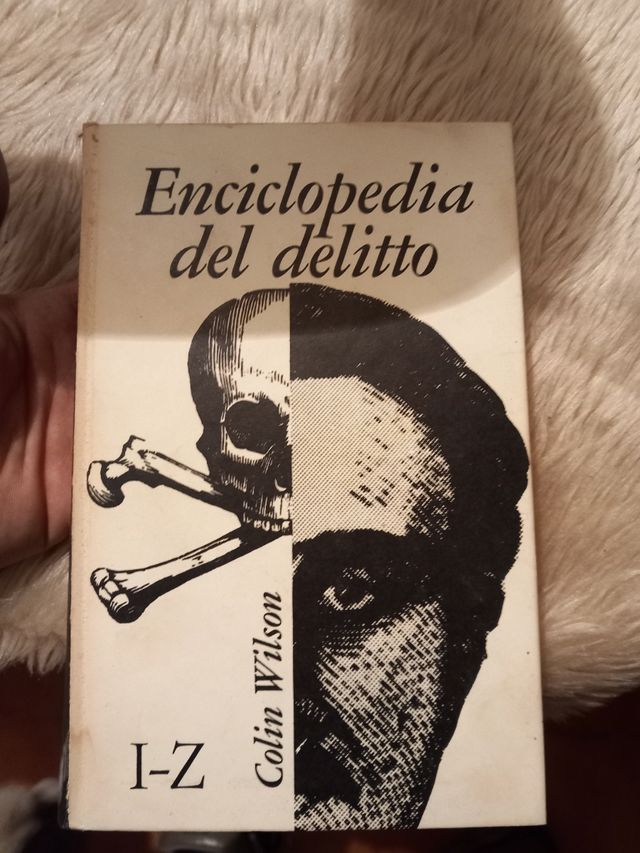 Enciclopedia
del delitto
Colin Wilson
I-Z